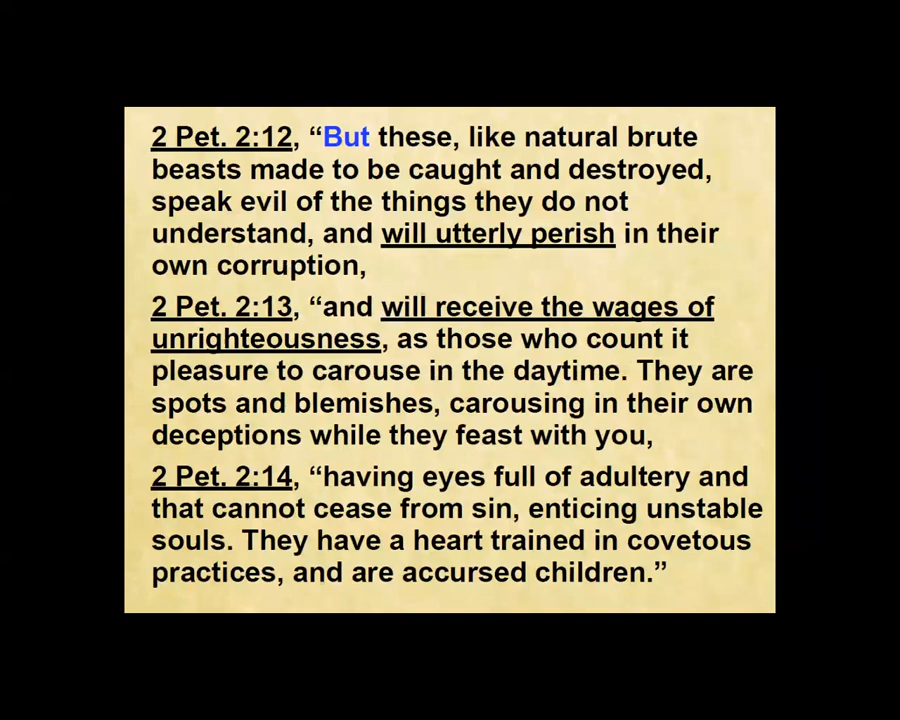 2 Pet. 2:12, “But these, like natural brute
beasts made to be caught and destroyed,
speak evil of the things they do not
understand, and will utterly perish in their
own corruption,
2 Pet. 2:13, “and will receive the wages of
unrighteousness, as those who count it
pleasure to carouse in the daytime. They are
spots and blemishes, carousing in their own
deceptions while they feast with you,
2 Pet. 2:14, “having eyes full of adultery and
that cannot cease from sin, enticing unstable
souls. They have a heart trained in covetous
practices, and are accursed children.”